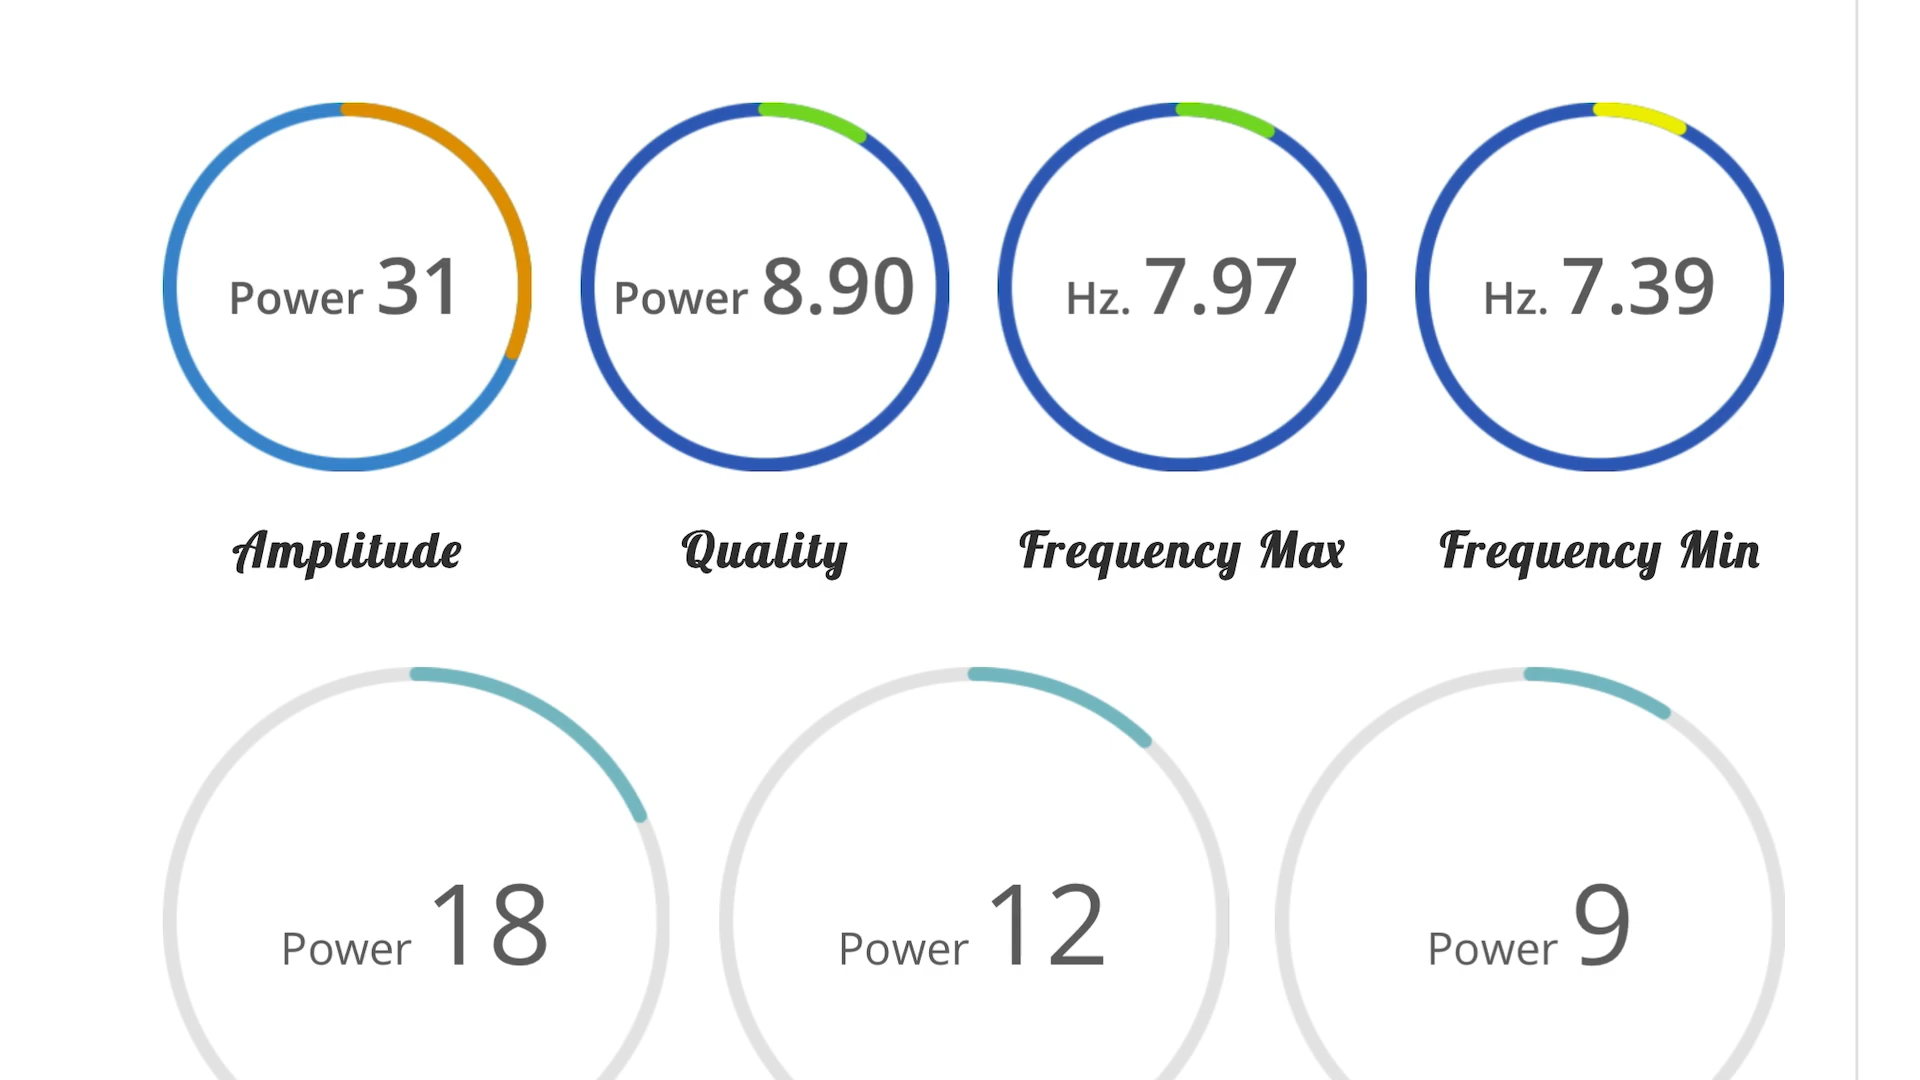 Power 31
Power 8.90
Hz. 7.97
Hz. 7.39
Amplitude
Quality
Frequency Max
Frequency Min
Power 18
Power 12
Power 9